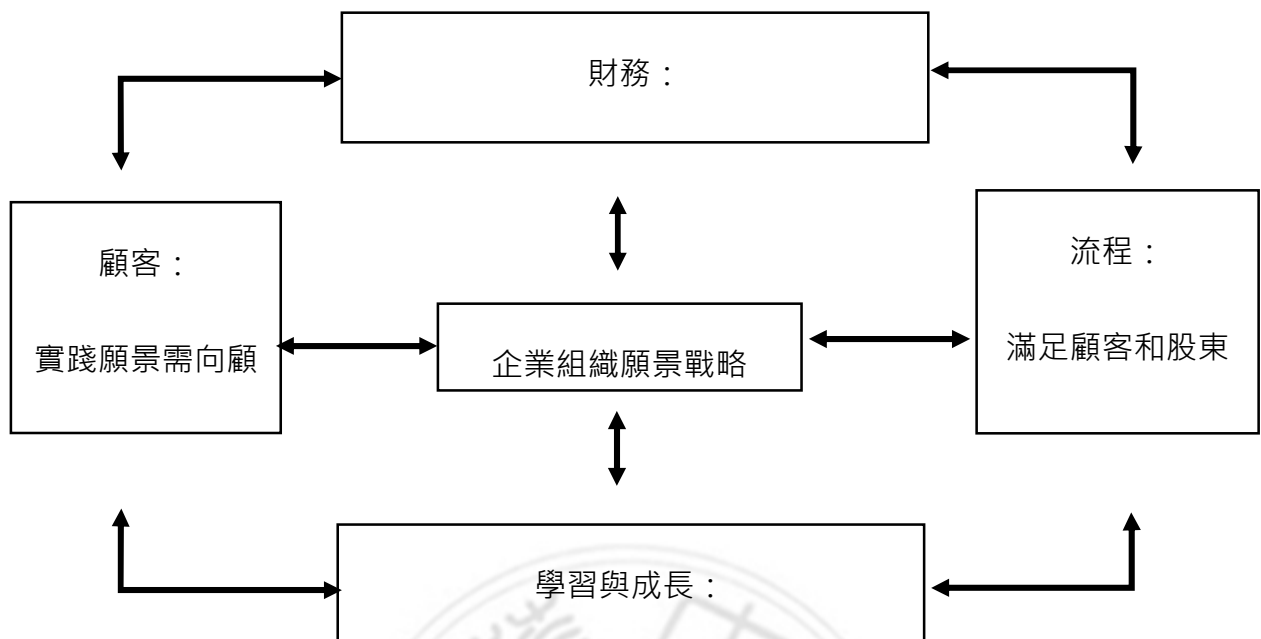 財務：
顧客：
實踐願景需向顧
企業組織願景戰略
流程：
滿足顧客和股東
學習與成長：